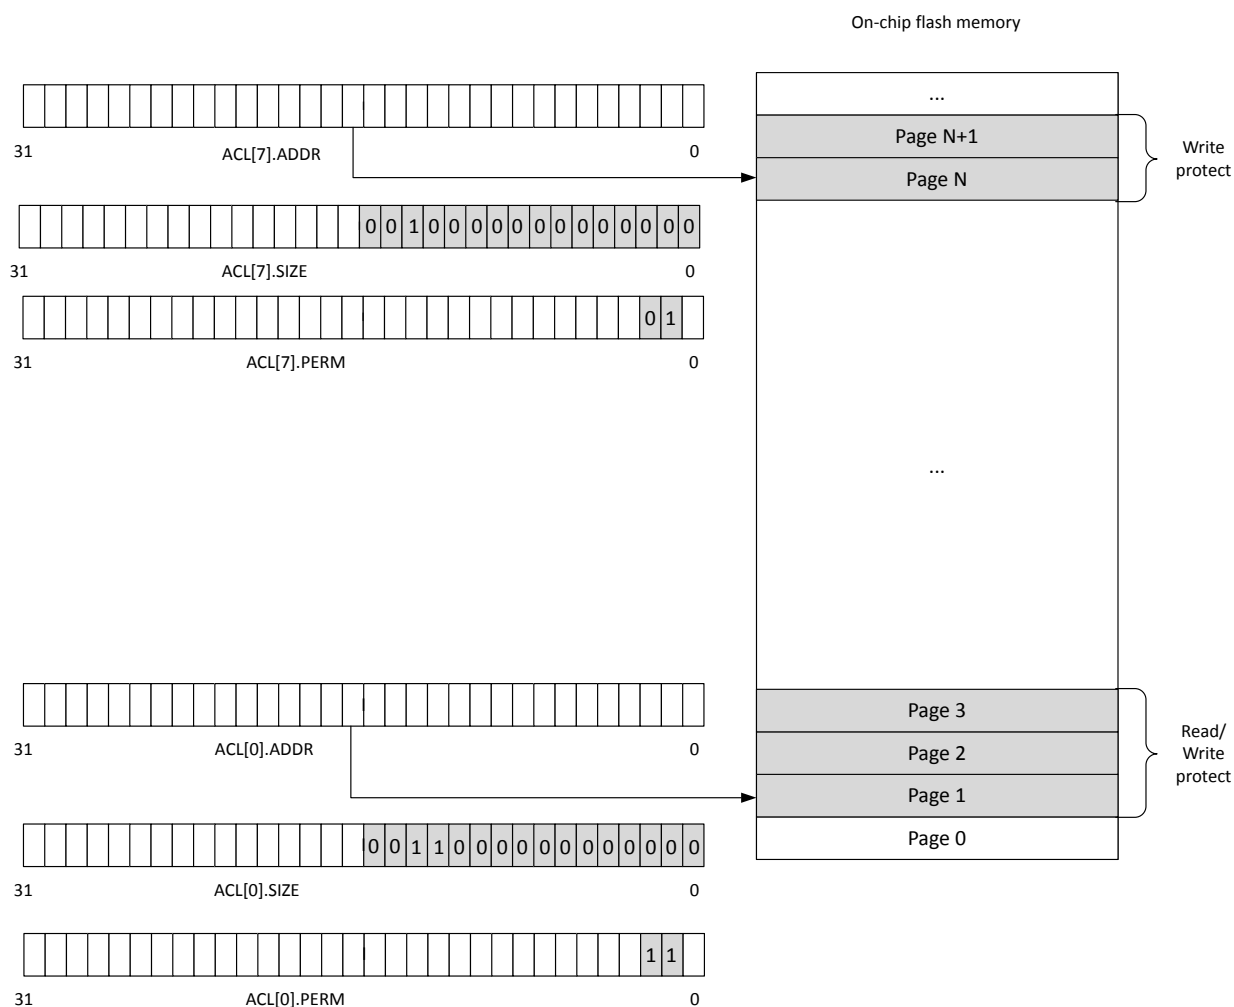 On-chip flash memory
...
31 ACL[7].ADDR 0
Page N+1
Page N
Write
protect
0 0 1 0 0 0 0 0 0 0 0 0 0 0 0 0
31 ACL[7].SIZE 0
0 1
31 ACL[7].PERM 0
...
31 ACL[0].ADDR 0
Page 3
Page 2
Page 1
Page 0
Read/
Write
protect
0 0 1 1 0 0 0 0 0 0 0 0 0 0 0 0
31 ACL[0].SIZE 0
1 1
31 ACL[0].PERM 0